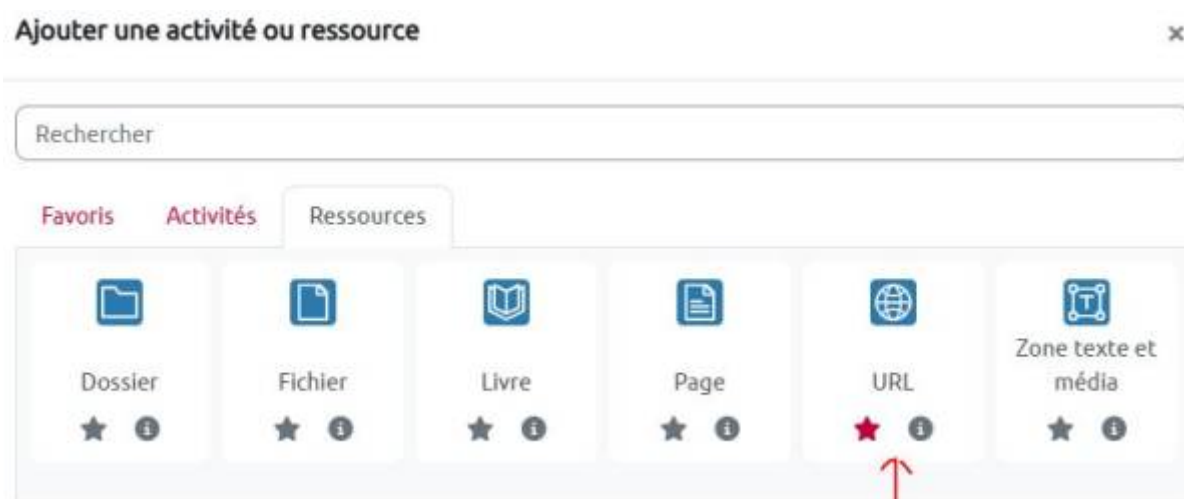 Ajouter une activité ou ressource
Rechercher
Favoris Activités Ressources
Dossier Fichier Livre Page URL Zone texte et
média